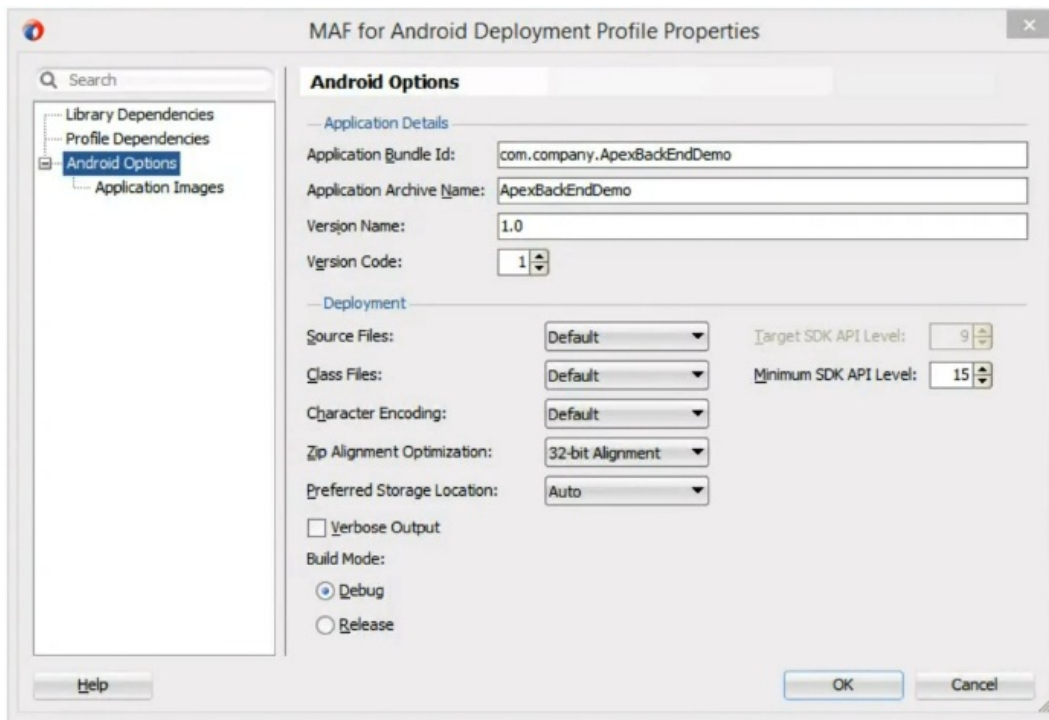 MAF for Android Deployment Profile Properties
Search
Library Dependencies
Profile Dependencies
Android Options
Application Images
Android Options
Application Details
Application Bundle Id: com.company.ApexBackEndDemo
Application Archive Name: ApexBackEndDemo
Version Name: 1.0
Version Code: 1
Deployment
Source Files: Default Target SDK API Level: 9
Class Files: Default Minimum SDK API Level: 15
Character Encoding: Default
Zip Alignment Optimization: 32-bit Alignment
Preferred Storage Location: Auto
Verbose Output
Build Mode:
Debug
Release
Help OK Cancel